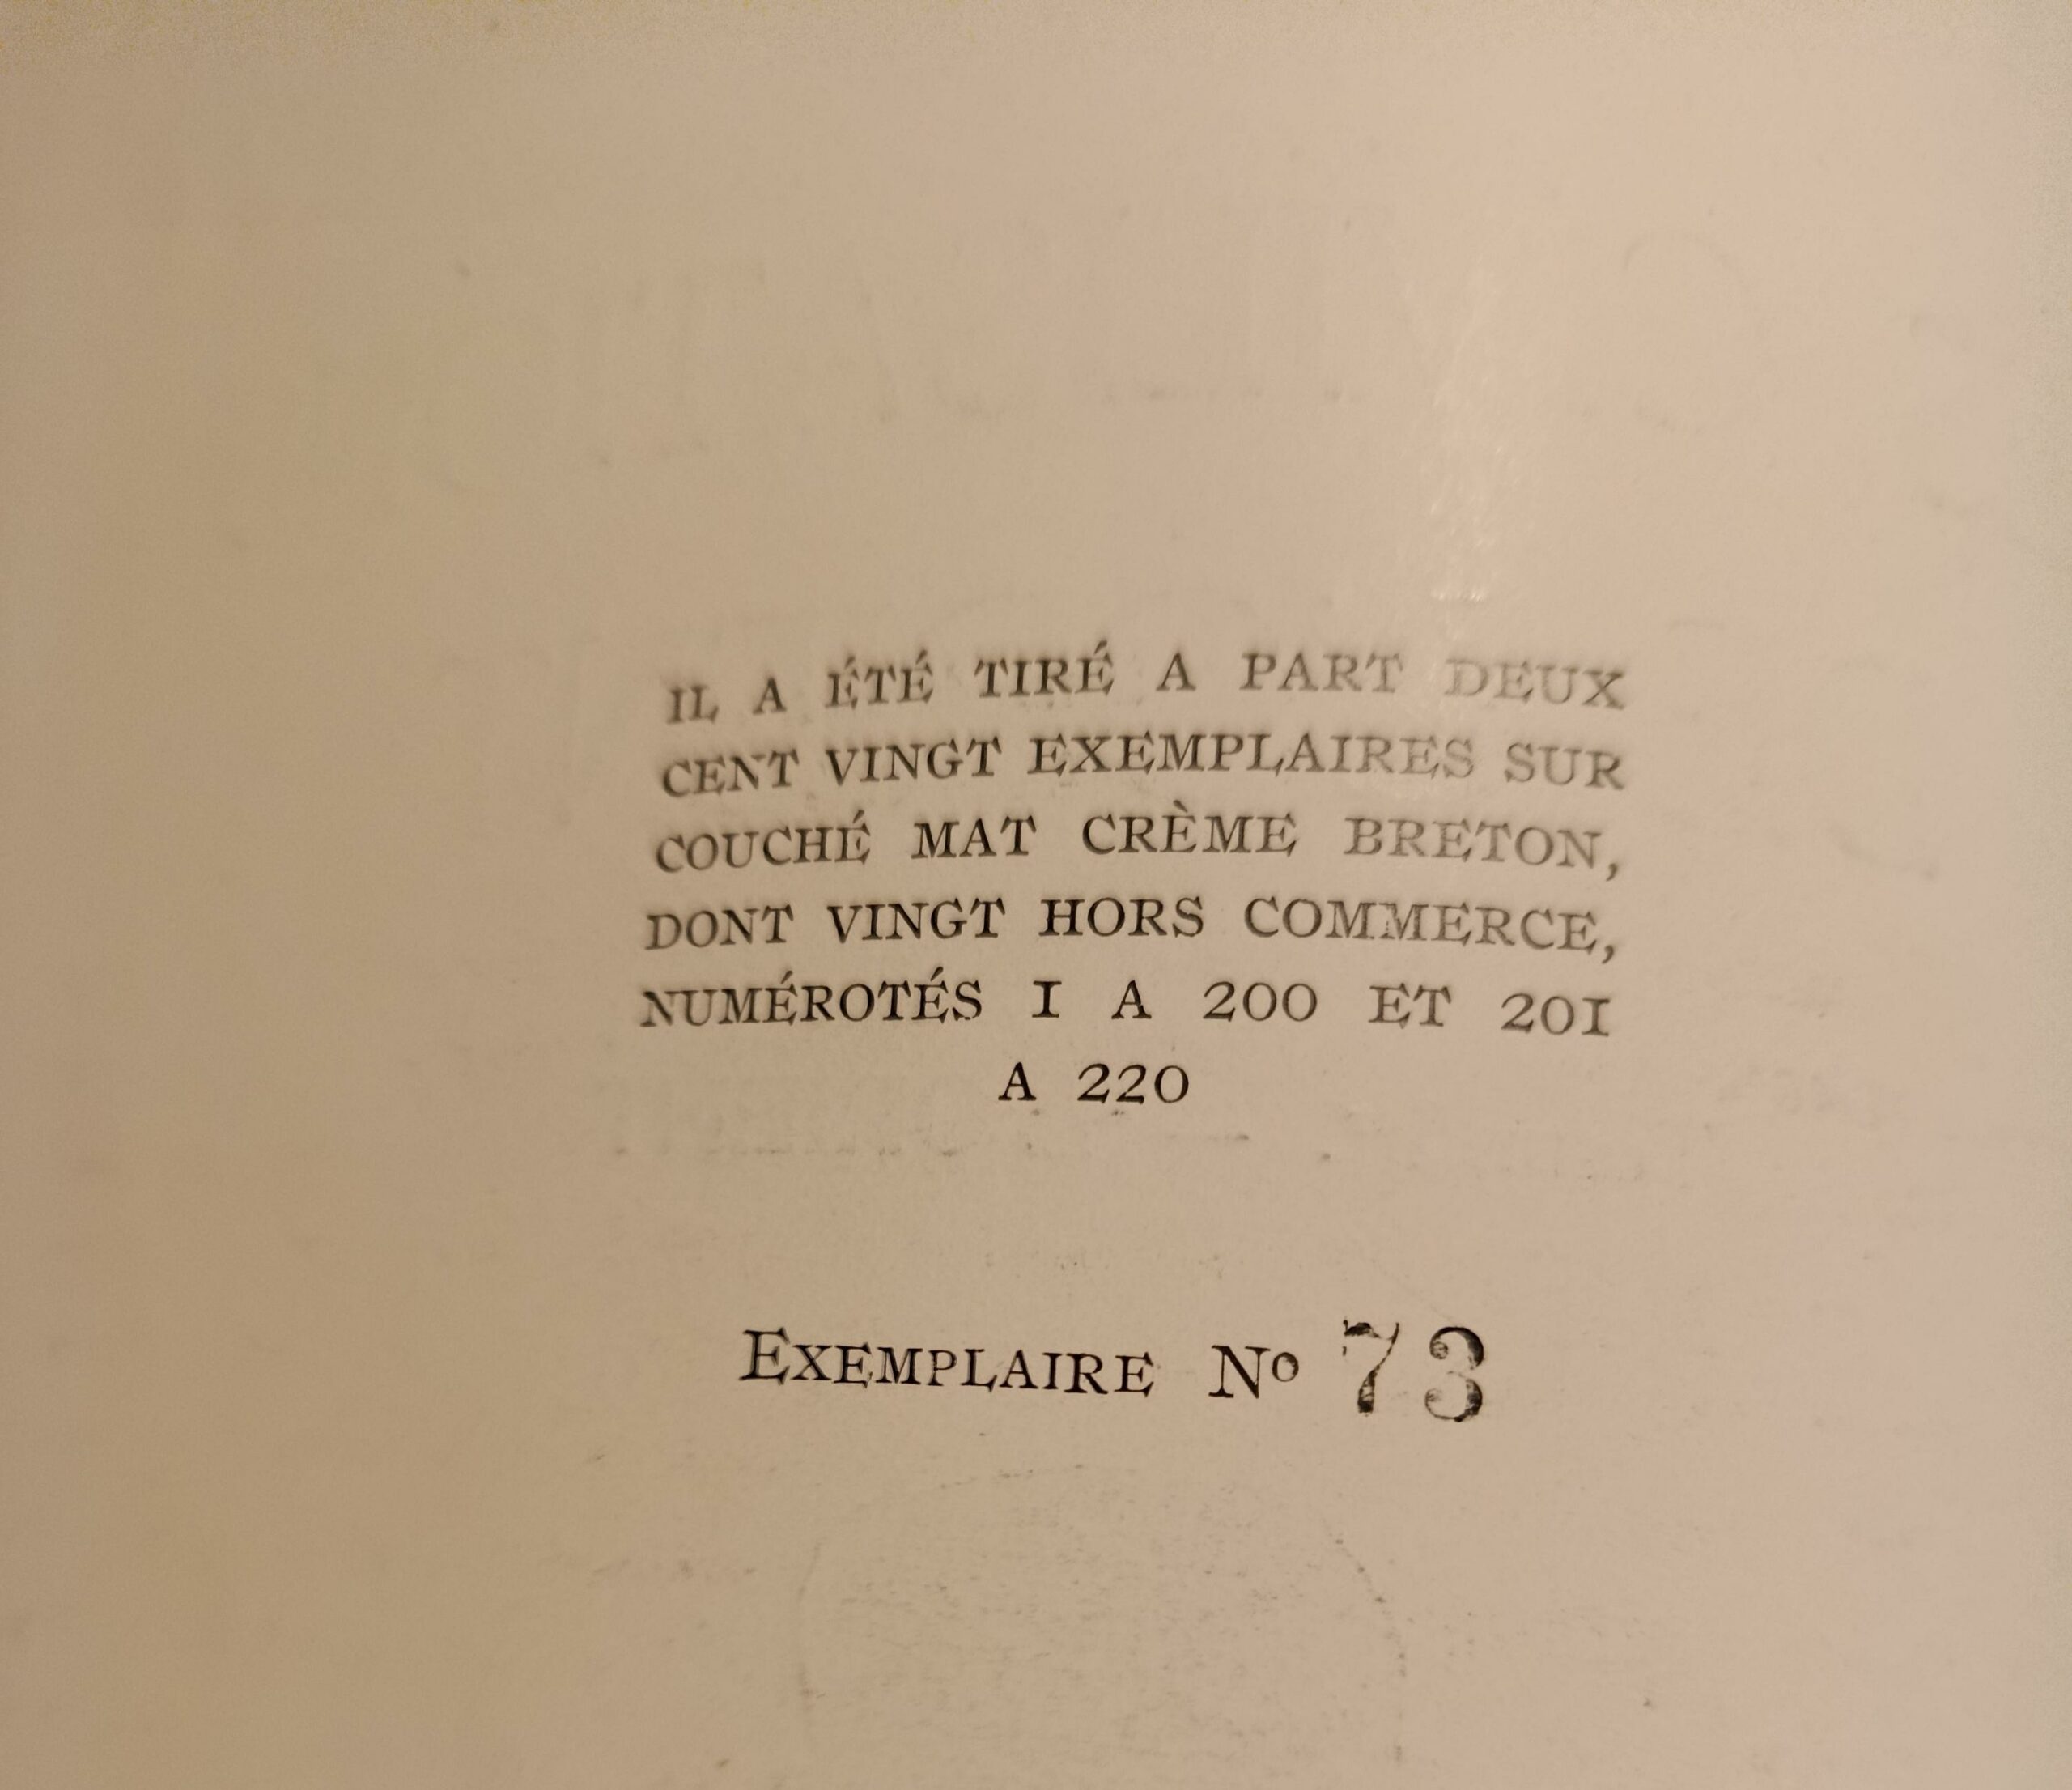 IL A ÉTÉ TIRÉ A PART DEUX
CENT VINGT EXEMPLAIRES SUR
COUCHÉ MAT CRÈME BRETON,
DONT VINGT HORS COMMERCE,
NUMÉROTÉS I A 200 ET 201
A 220
EXEMPLAIRE No 73